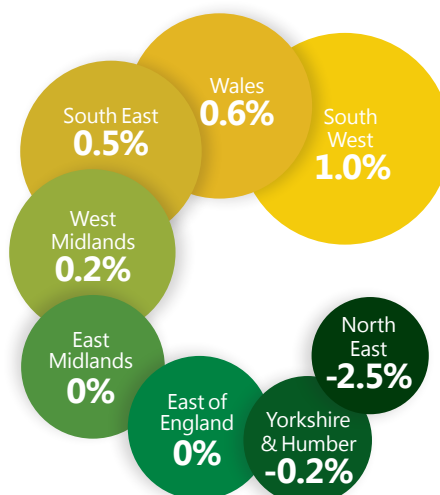 Wales
0.6%
South East
0.5%
South
West
1.0%
West
Midlands
0.2%
East
Midlands
0%
East of
England
0%
Yorkshire
& Humber
-0.2%
North
East
-2.5%